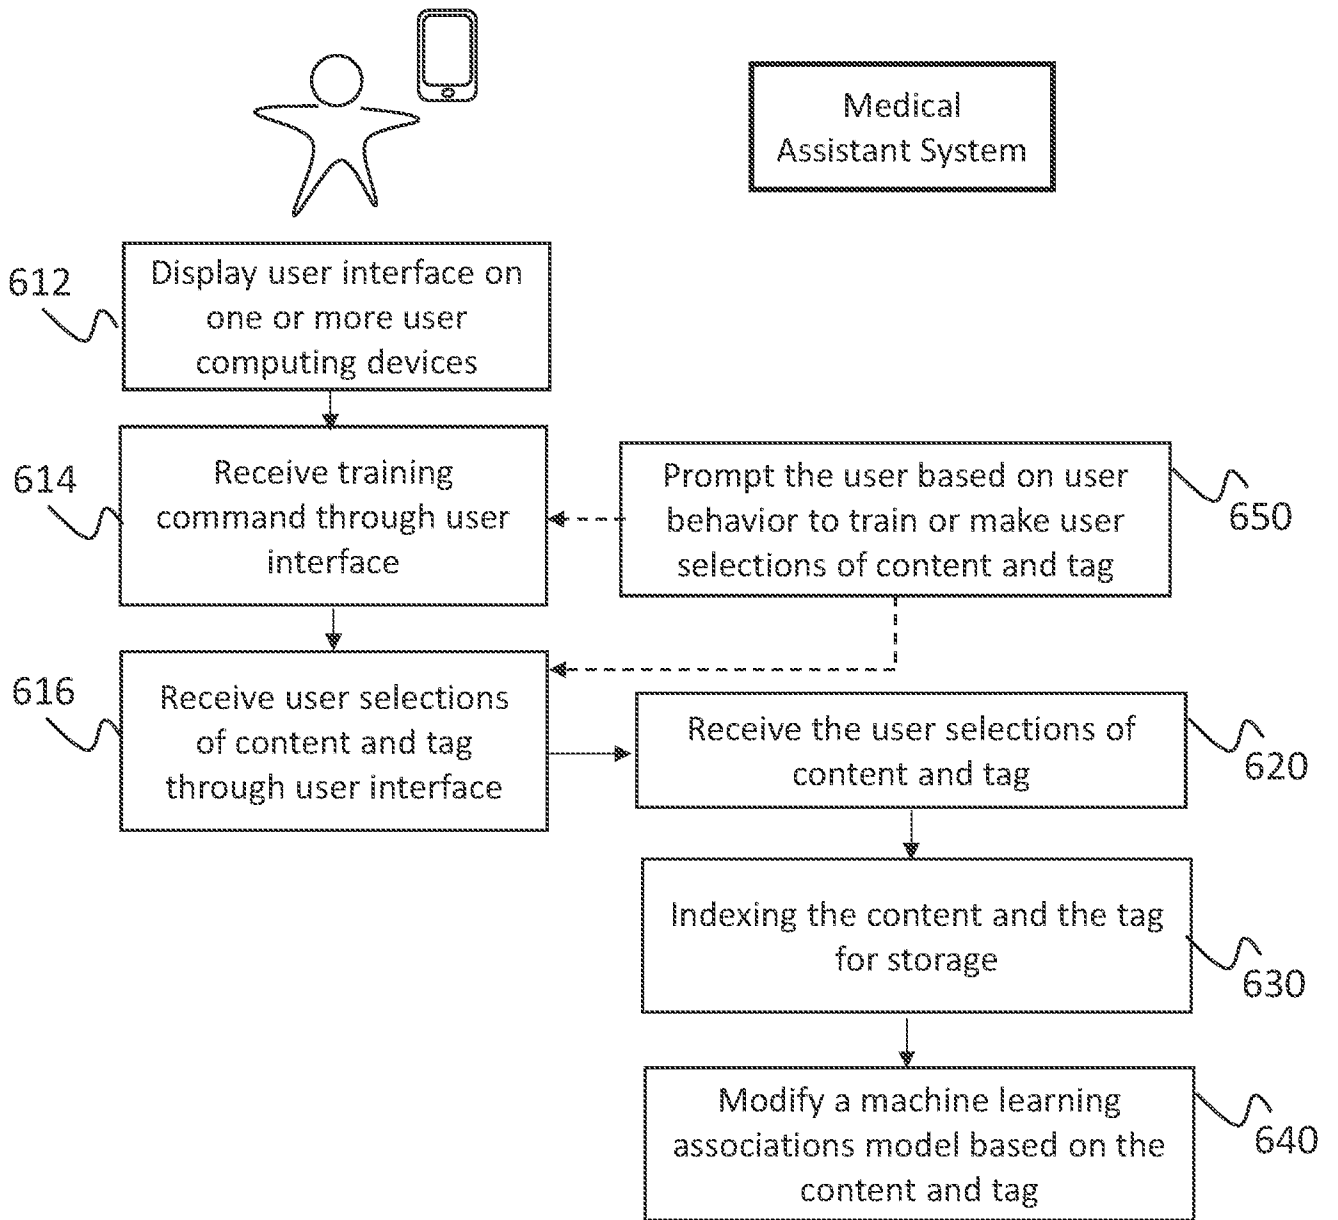 Medical
Assistant System
612
Display user interface on
one or more user
computing devices
614
Receive training
command through user
interface
Prompt the user based on user
behavior to train or make user
selections of content and tag
650
616
Receive user selections
of content and tag
through user interface
Receive the user selections of
content and tag
620
Indexing the content and the tag
for storage
630
Modify a machine learning
associations model based on the
content and tag
640